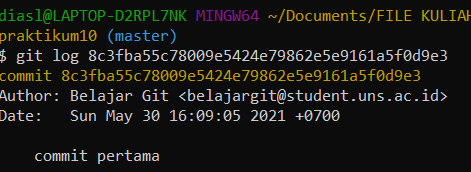 diasl@LAPTOP-D2RPL7NK MINGW64 ~/Documents/FILE KULIAH
praktikum10 (master)
$ git log 8c3fba55c78009e5424e79862e5e9161a5f0d9e3
commit 8c3fba55c78009e5424e79862e5e9161a5f0d9e3
Author: Belajar Git <belajargit@student.uns.ac.id>
Date:   Sun May 30 16:09:05 2021 +0700
    commit pertama